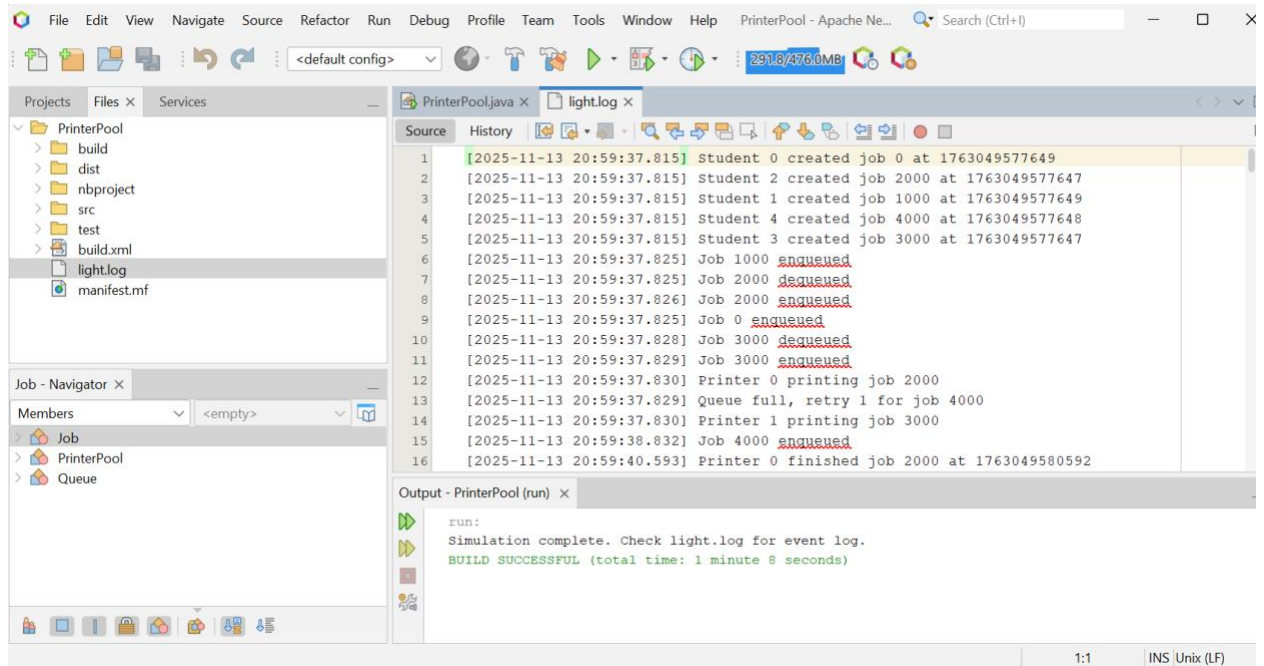 File Edit View Navigate Source Refactor Run Debug Profile Team Tools Window Help PrinterPool - Apache Ne... Search (Ctrl+I)
<default config> 291.8/476.0MB
Projects Files Services
PrinterPool
build
dist
nbproject
src
test
build.xml
light.log
manifest.mf
Job - Navigator
Members <empty>
Job
PrinterPool
Queue
PrinterPool.java light.log
Source History
1 [2025-11-13 20:59:37.815] Student 0 created job 0 at 1763049577649
2 [2025-11-13 20:59:37.815] Student 2 created job 2000 at 1763049577647
3 [2025-11-13 20:59:37.815] Student 1 created job 1000 at 1763049577649
4 [2025-11-13 20:59:37.815] Student 4 created job 4000 at 1763049577648
5 [2025-11-13 20:59:37.815] Student 3 created job 3000 at 1763049577647
6 [2025-11-13 20:59:37.825] Job 1000 enqueued
7 [2025-11-13 20:59:37.825] Job 2000 dequeued
8 [2025-11-13 20:59:37.826] Job 2000 enqueued
9 [2025-11-13 20:59:37.825] Job 0 enqueued
10 [2025-11-13 20:59:37.828] Job 3000 dequeued
11 [2025-11-13 20:59:37.829] Job 3000 enqueued
12 [2025-11-13 20:59:37.830] Printer 0 printing job 2000
13 [2025-11-13 20:59:37.829] Queue full, retry 1 for job 4000
14 [2025-11-13 20:59:37.830] Printer 1 printing job 3000
15 [2025-11-13 20:59:38.832] Job 4000 enqueued
16 [2025-11-13 20:59:40.593] Printer 0 finished job 2000 at 1763049580592
Output - PrinterPool (run)
run:
Simulation complete. Check light.log for event log.
BUILD SUCCESSFUL (total time: 1 minute 8 seconds)
1:1 INS Unix (LF)